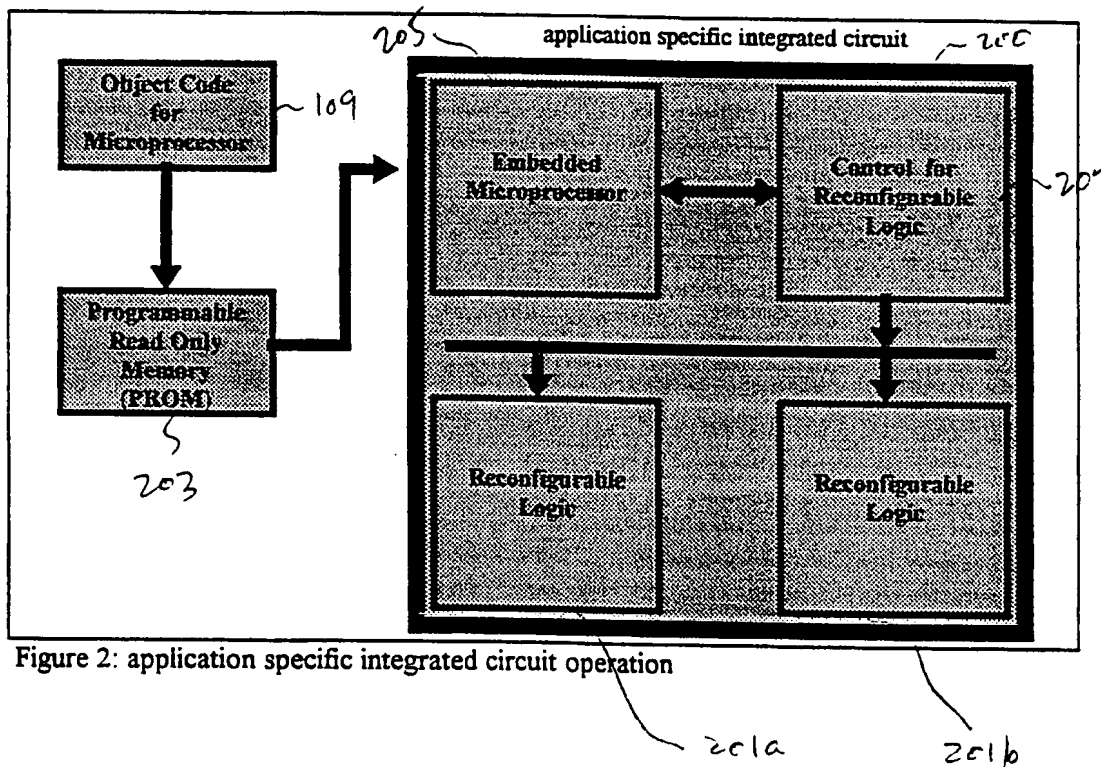 205
application specific integrated circuit
200
Object Code
for
Microprocessor
109
Embedded
Microprocessor
Control for
Reconfigurable
Logic
Programmable
Read Only
Memory
(PROM)
203
Reconfigurable
Logic
Reconfigurable
Logic
Figure 2: application specific integrated circuit operation
201a
201b